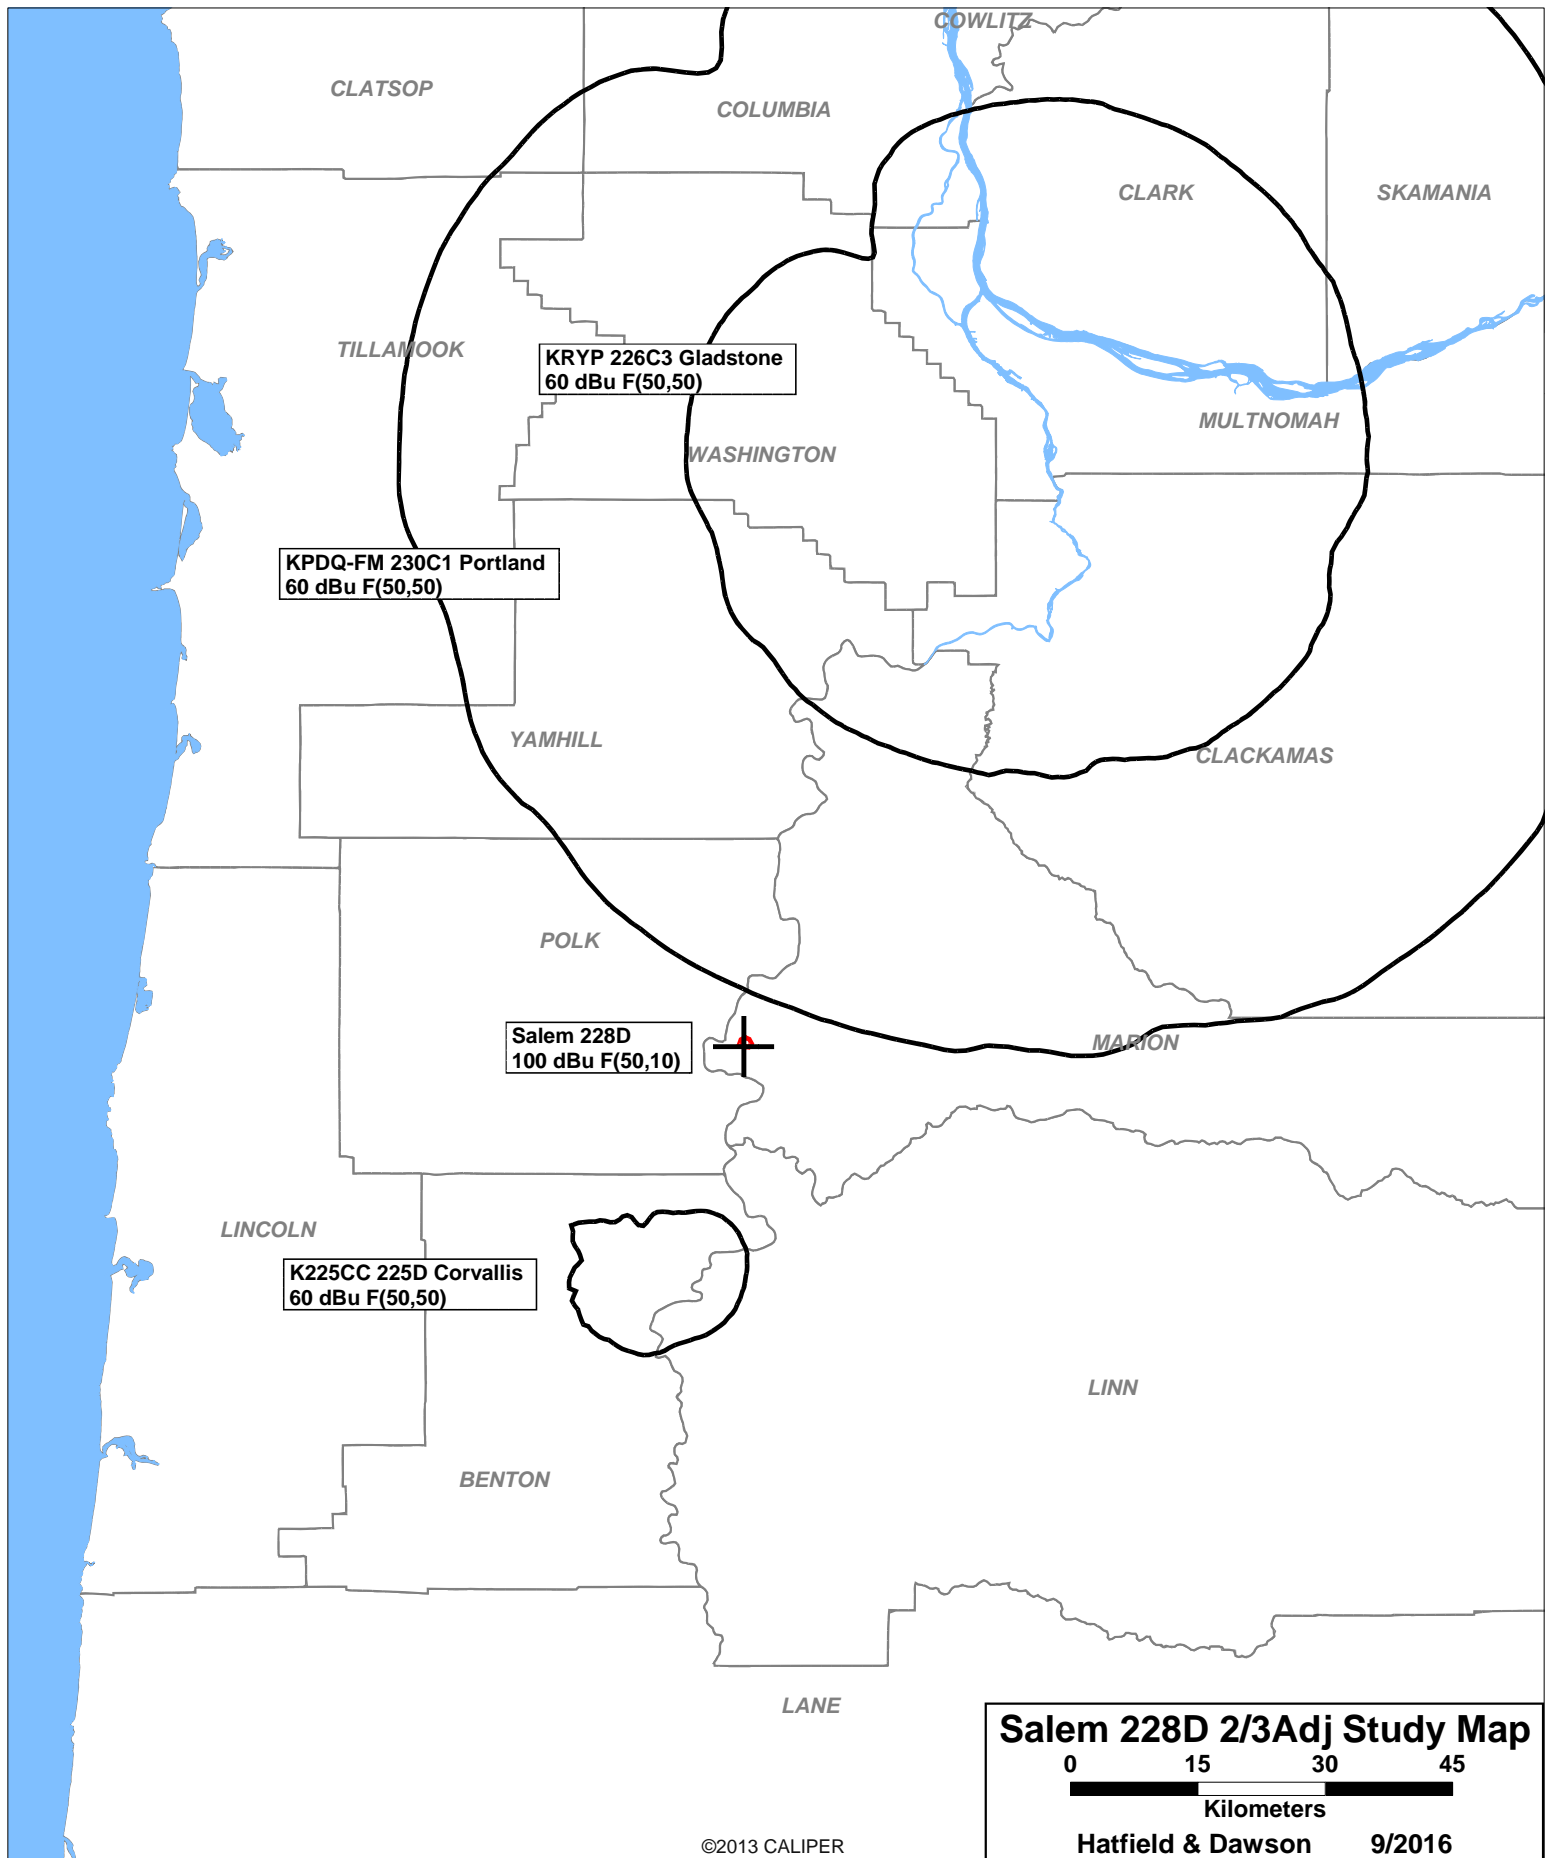 COWLITZ
CLATSOP
COLUMBIA
CLARK
SKAMANIA
TILLAMOOK
KRYP 226C3 Gladstone
60 dBu F(50,50)
MULTNOMAH
WASHINGTON
KPDQ-FM 230C1 Portland
60 dBu F(50,50)
YAMHILL
CLACKAMAS
POLK
Salem 228D
100 dBu F(50,10)
MARION
LINCOLN
K225CC 225D Corvallis
60 dBu F(50,50)
LINN
BENTON
LANE
Salem 228D 2/3Adj Study Map
0 15 30 45
Kilometers
Hatfield & Dawson 9/2016
©2013 CALIPER